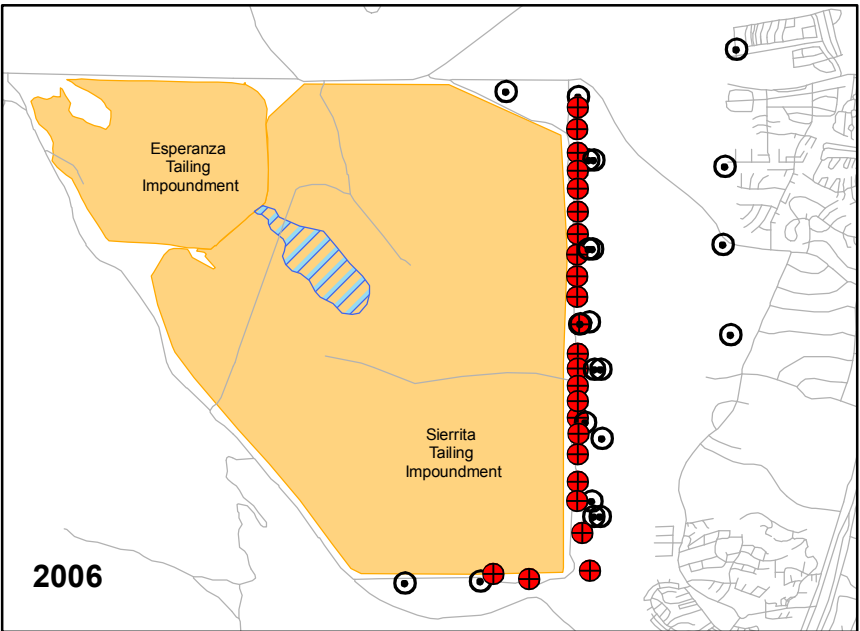 Esperanza
Tailing
Impoundment
Sierrita
Tailing
Impoundment
2006